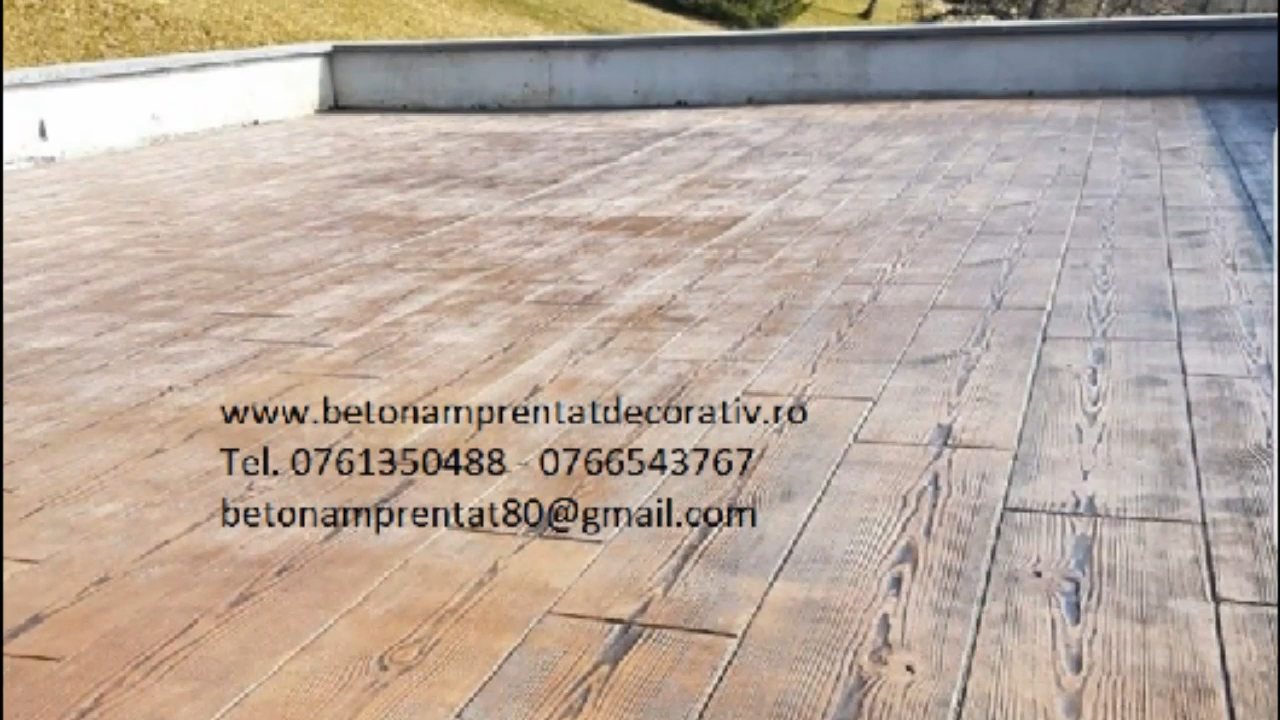 www.betonamprentatdecorativ.ro
Tel. 0761350488 - 0766543767
betonamprentat80@gmail.com